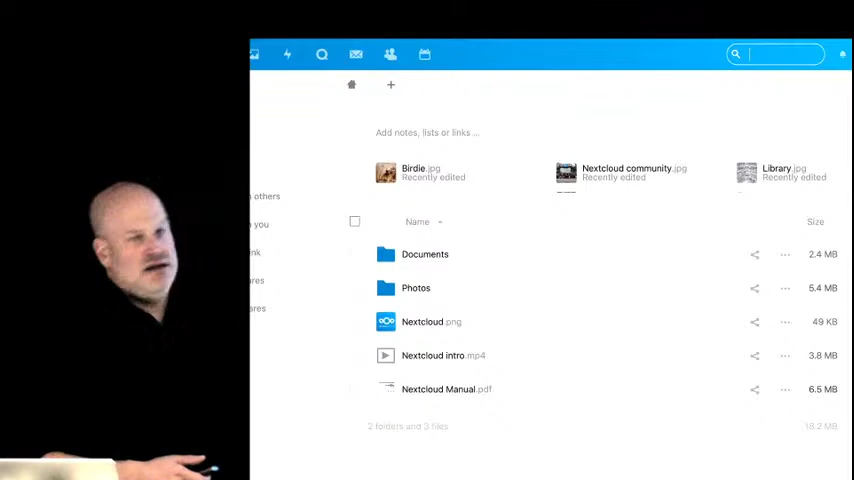 Add notes, lists or links ...
Birdie.jpg
Recently edited
Nextcloud community.jpg
Recently edited
Library.jpg
Recently edited
others
you
Name
Size
Documents
2.4 MB
Photos
5.4 MB
Nextcloud.png
49 KB
Nextcloud intro.mp4
3.8 MB
Nextcloud Manual.pdf
6.5 MB
2 folders and 3 files
18.2 MB